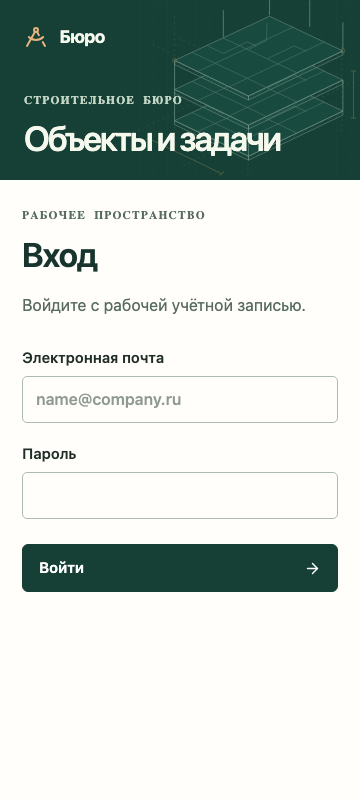 Бюро
СТРОИТЕЛЬНОЕ БЮРО
Объекты и задачи
РАБОЧЕЕ ПРОСТРАНСТВО
Вход
Войдите с рабочей учётной записью.
Электронная почта
name@company.ru
Пароль
Войти